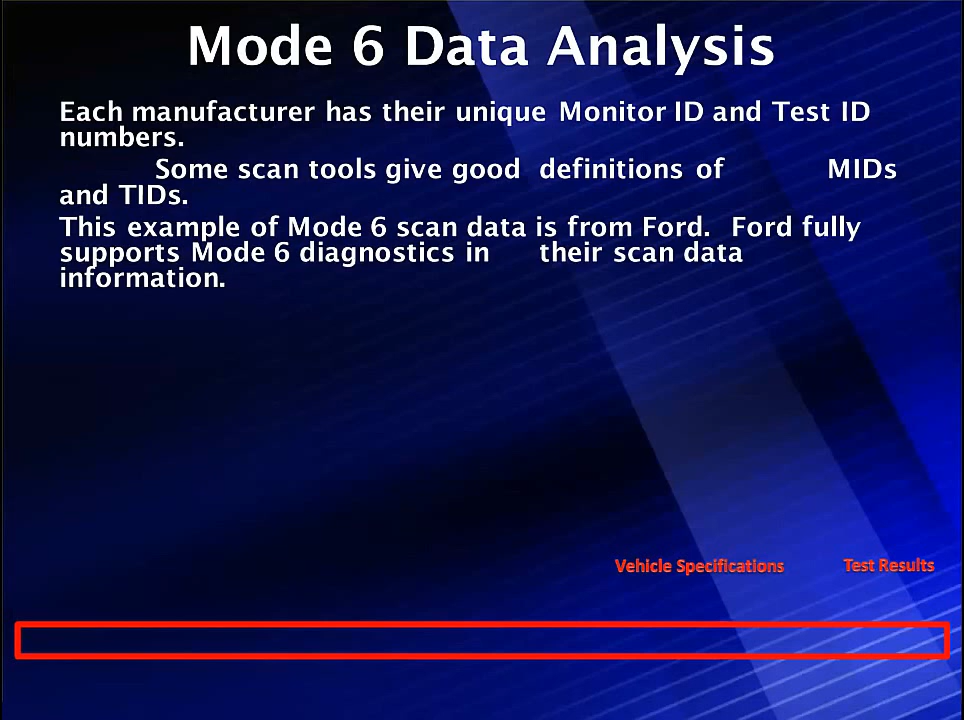 Mode 6 Data Analysis
Each manufacturer has their unique Monitor ID and Test ID
numbers.
Some scan tools give good definitions of MIDs
and TIDs.
This example of Mode 6 scan data is from Ford. Ford fully
supports Mode 6 diagnostics in their scan data
information.
Vehicle Specifications Test Results